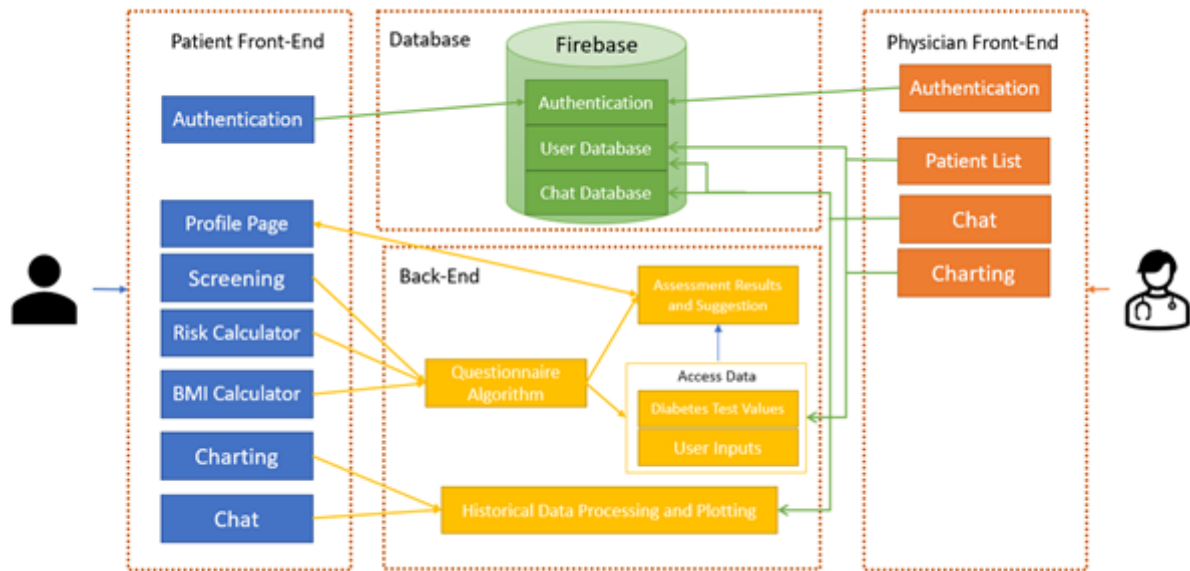 Patient Front-End
Authentication
Profile Page
Screening
Risk Calculator
BMI Calculator
Charting
Chat
Database
Firebase
Authentication
User Database
Chat Database
Back-End
Assessment Results
and Suggestion
Questionnaire
Algorithm
Access Data
Diabetes Test Values
User Inputs
Historical Data Processing and Plotting
Physician Front-End
Authentication
Patient List
Chat
Charting